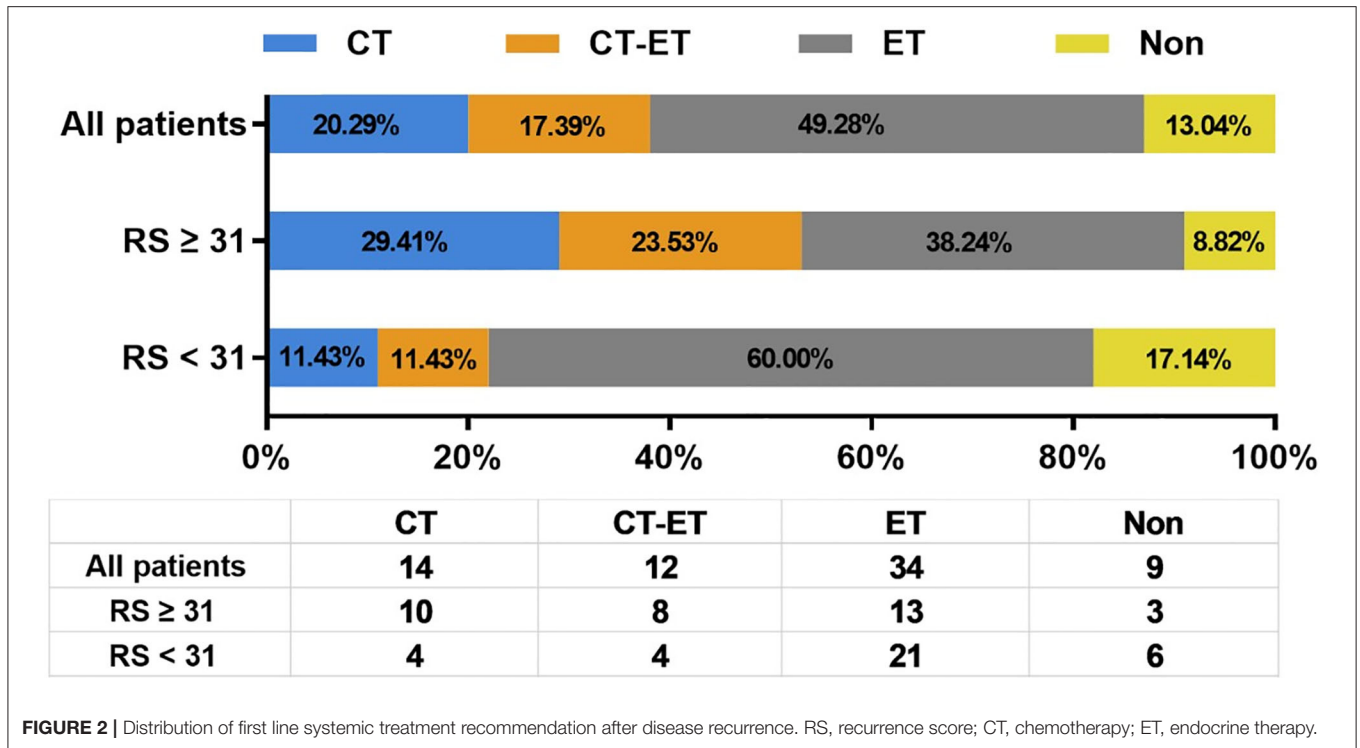 CT CT-ET ET Non
All patients 20.29% 17.39% 49.28% 13.04%
RS ≥ 31 29.41% 23.53% 38.24% 8.82%
RS < 31 11.43% 11.43% 60.00% 17.14%
0% 20% 40% 60% 80% 100%
CT CT-ET ET Non
All patients 14 12 34 9
RS ≥ 31 10 8 13 3
RS < 31 4 4 21 6
FIGURE 2 | Distribution of first line systemic treatment recommendation after disease recurrence. RS, recurrence score; CT, chemotherapy; ET, endocrine therapy.